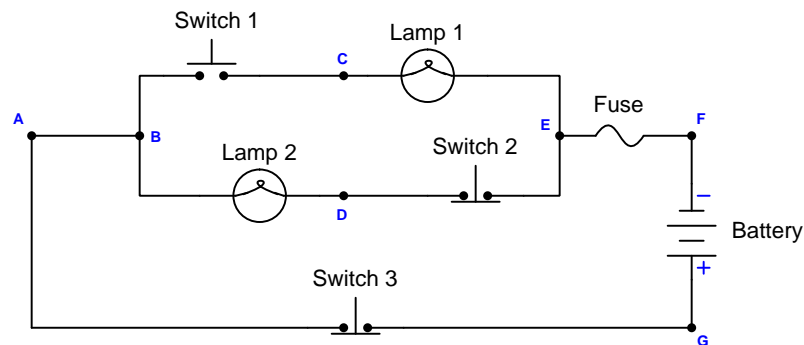 Switch 1
Lamp 1
C
A
B
E
Fuse
F
Lamp 2
Switch 2
D
−
Battery
+
Switch 3
G